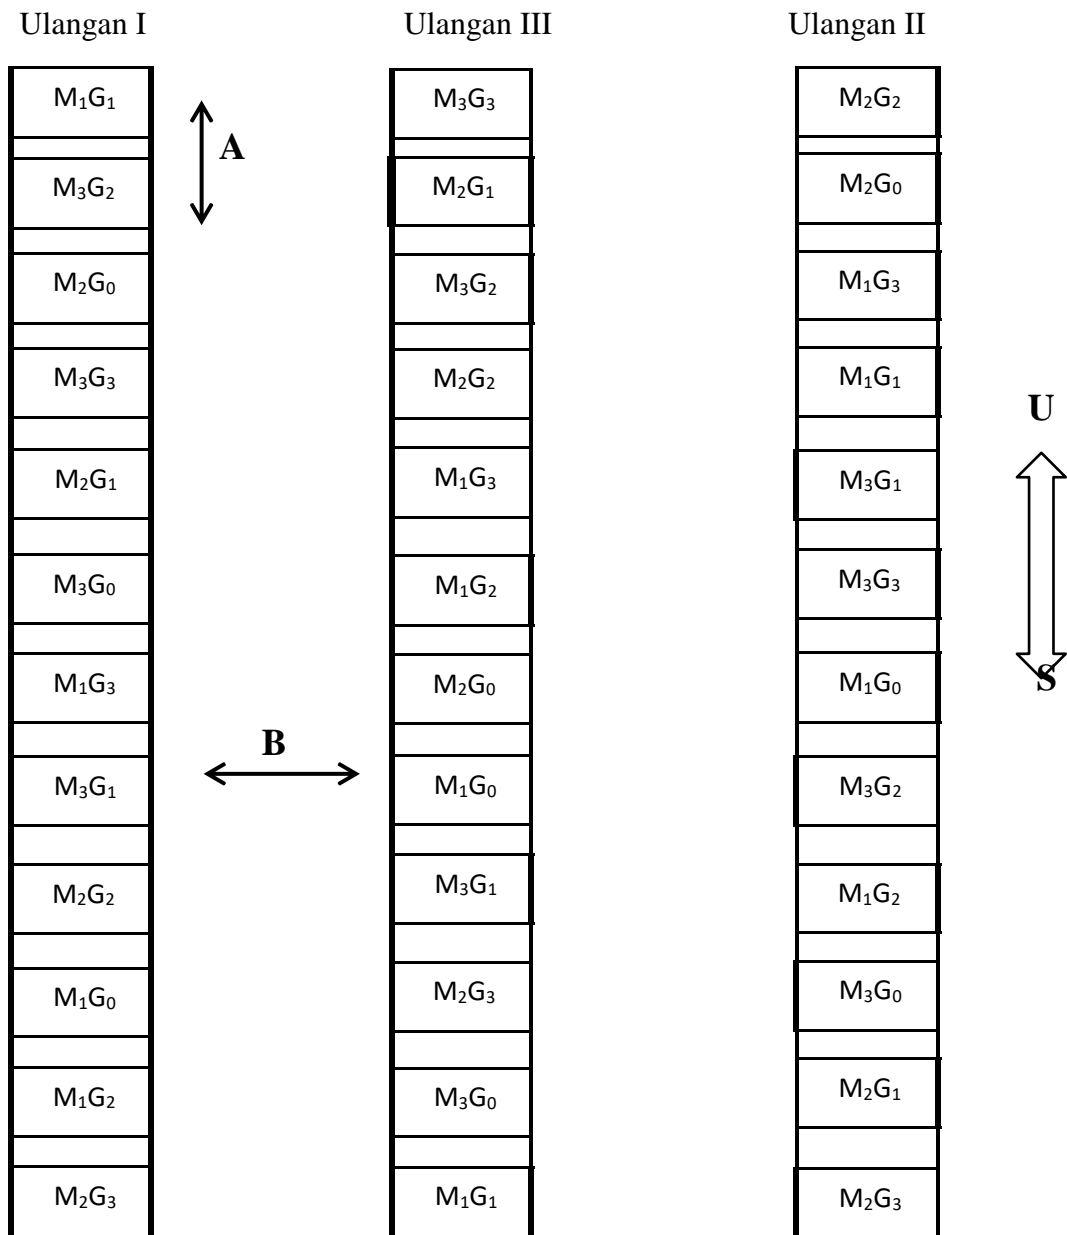 Ulangan I Ulangan III Ulangan II
M₁G₁ M₃G₃ M₂G₂
A
M₃G₂ M₂G₁ M₂G₀
M₂G₀ M₃G₂ M₁G₃
M₃G₃ M₂G₂ M₁G₁
U
M₂G₁ M₁G₃ M₃G₁
M₃G₀ M₁G₂ M₃G₃
M₁G₃ M₂G₀ M₁G₀ S
B
M₃G₁ M₁G₀ M₃G₂
M₂G₂ M₃G₁ M₁G₂
M₁G₀ M₂G₃ M₃G₀
M₁G₂ M₃G₀ M₂G₁
M₂G₃ M₁G₁ M₂G₃